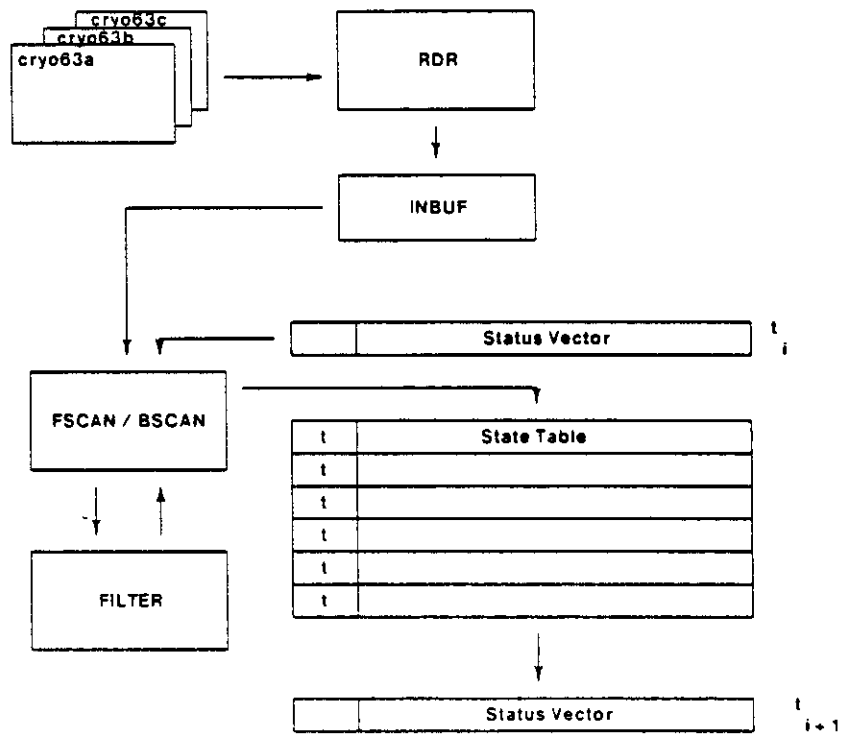 cryo63c
cryo63b
cryo63a
RDR
INBUF
Status Vector
t i
FSCAN / BSCAN
t State Table
t
t
t
t
t
FILTER
Status Vector
t i + 1